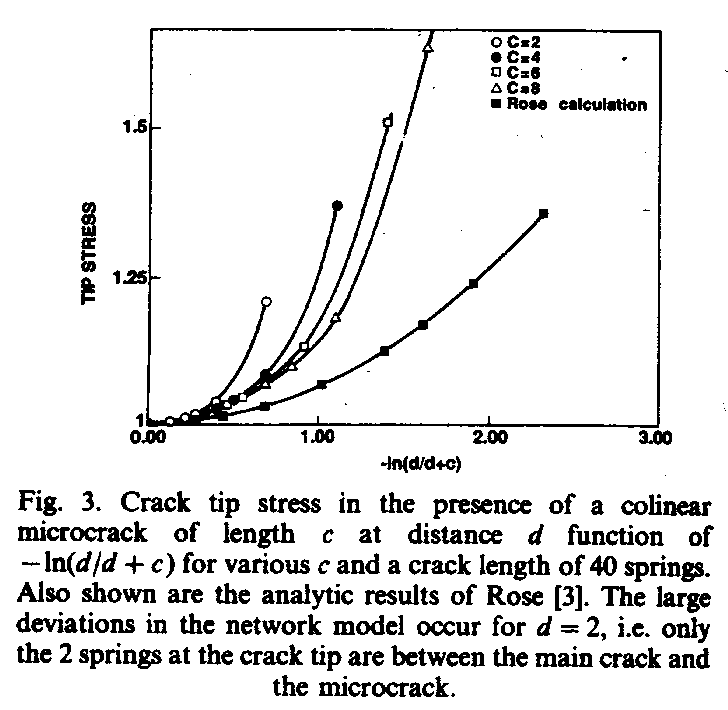 C=2
C=4
C=6
C=8
Rose calculation
1.5
1.25
1
TIP STRESS
0.00 1.00 2.00 3.00
-ln(d/d+c)
Fig. 3. Crack tip stress in the presence of a colinear
microcrack of length c at distance d function of
−ln(d/d + c) for various c and a crack length of 40 springs.
Also shown are the analytic results of Rose [3]. The large
deviations in the network model occur for d = 2, i.e. only
the 2 springs at the crack tip are between the main crack and
the microcrack.